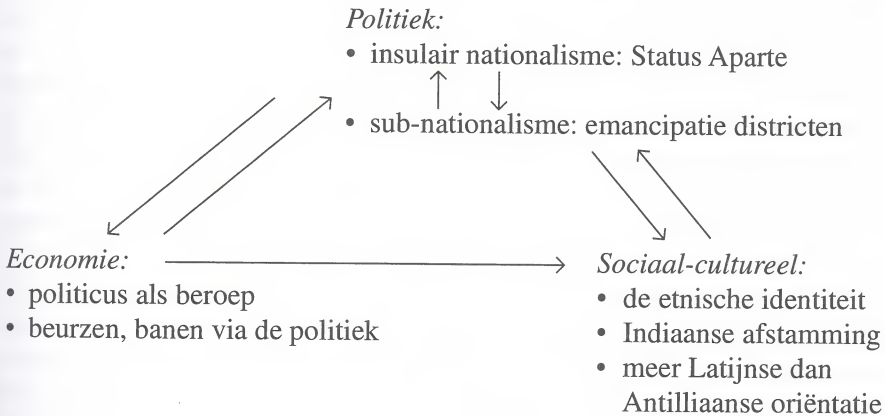 Politiek:
• insulair nationalisme: Status Aparte
• sub-nationalisme: emancipatie districten
Economie:
• politicus als beroep
• beurzen, banen via de politiek
Sociaal-cultureel:
• de etnische identiteit
• Indiaanse afstamming
• meer Latijnse dan
Antilliaanse oriëntatie